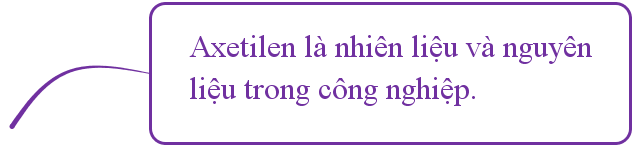 Axetilen là nhiên liệu và nguyên
liệu trong công nghiệp.